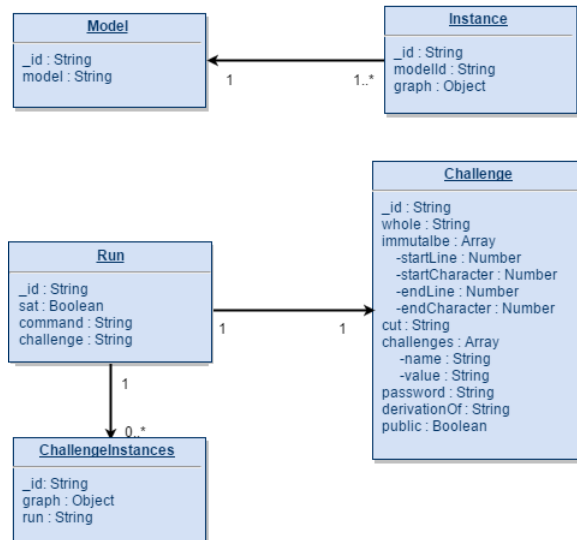 Model
_id : String
model : String
Instance
_id : String
modelId : String
graph : Object
1
1..*
Challenge
_id : String
whole : String
immutalbe : Array
-startLine : Number
-startCharacter : Number
-endLine : Number
-endCharacter : Number
cut : String
challenges : Array
-name : String
-value : String
password : String
derivationOf : String
public : Boolean
Run
_id : String
sat : Boolean
command : String
challenge : String
1
1
1
0..*
ChallengeInstances
_id: String
graph : Object
run : String